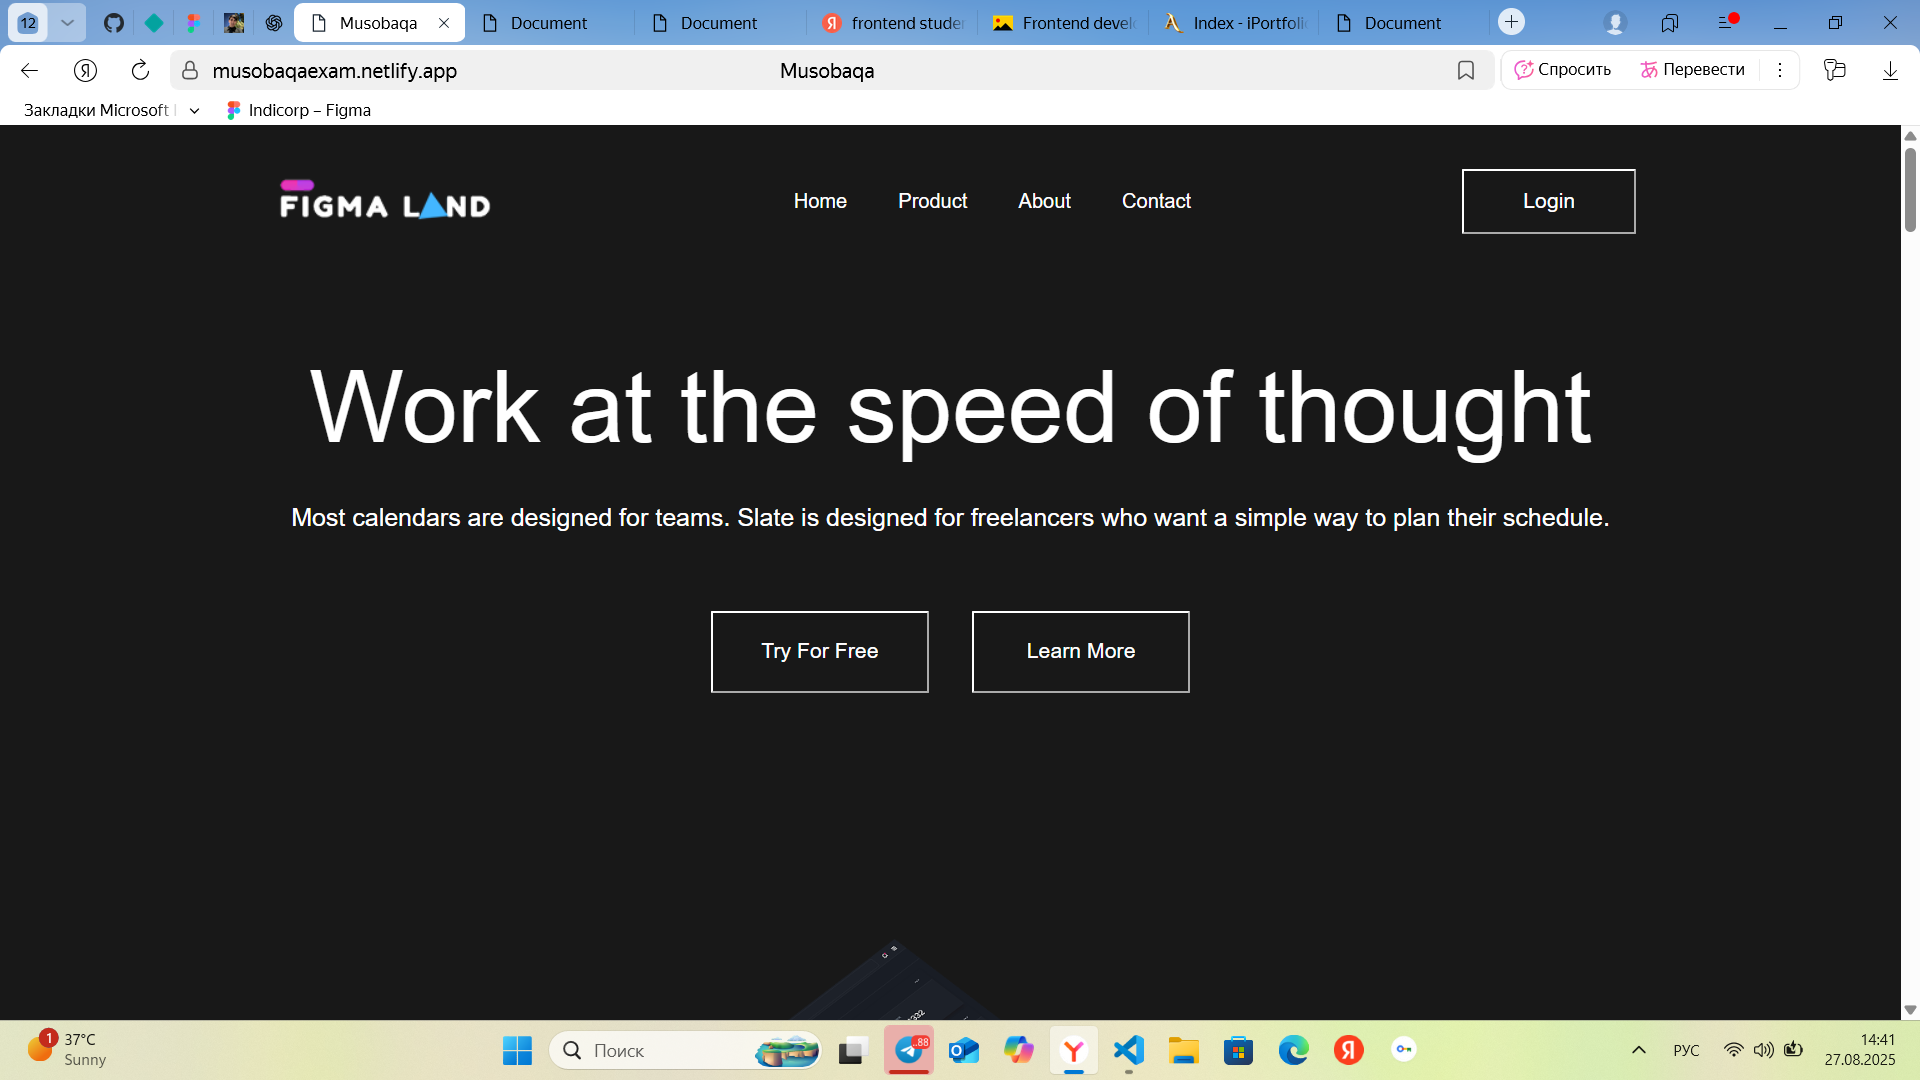 12
Musobaqa
Document
Document
frontend studen
Frontend develo
Index - iPortfolio
Document
musobaqaexam.netlify.app
Musobaqa
Спросить
Перевести
Закладки Microsoft
Indicorp – Figma
FIGMA LAND
Home
Product
About
Contact
Login
Work at the speed of thought
Most calendars are designed for teams. Slate is designed for freelancers who want a simple way to plan their schedule.
Try For Free
Learn More
1
37°C
Sunny
Поиск
..88
РУС
14:41
27.08.2025